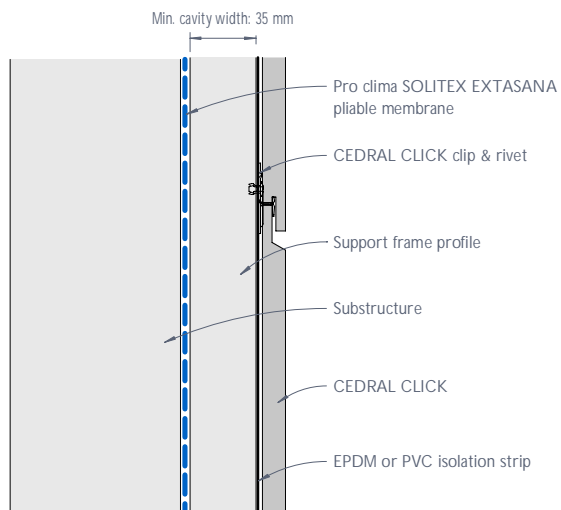 Min. cavity width: 35 mm
Pro clima SOLITEX EXTASANA
pliable membrane
CEDRAL CLICK clip & rivet
Support frame profile
Substructure
CEDRAL CLICK
EPDM or PVC isolation strip